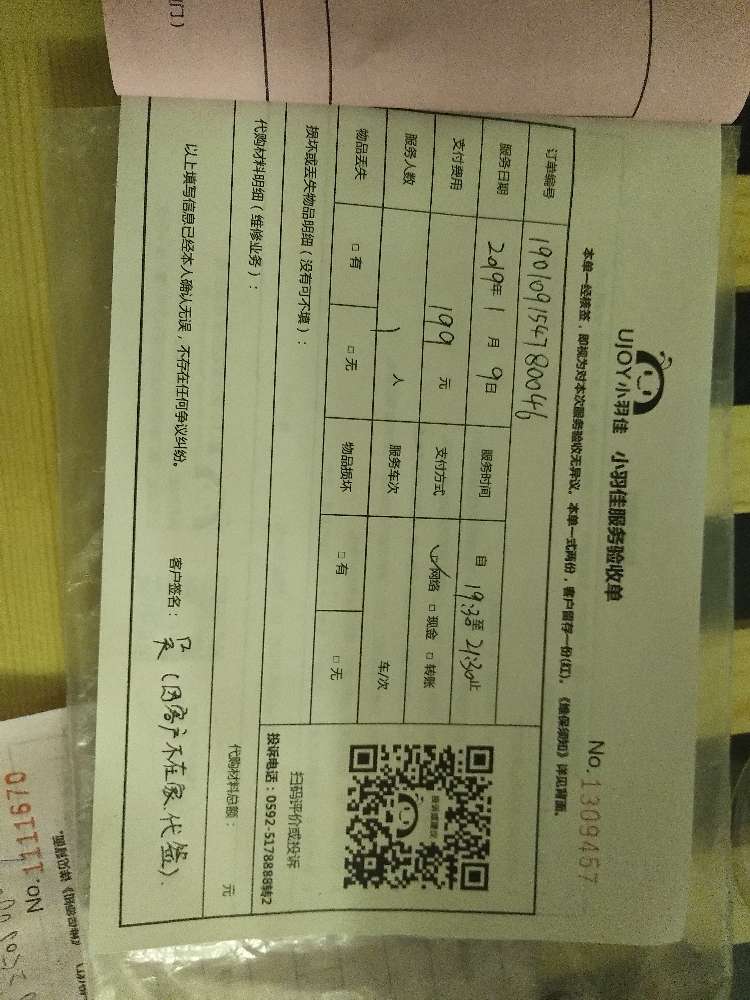 门）
UJOY小羽佳 小羽佳服务验收单
No.1309457
本单一经核签，即视为对本次服务验收无异议。本单一式两份，客户留存一份(红)。《维保须知》详见背面。
订单编号 190109154780046
服务日期 2019年 1 月 9 日 服务时间 自 19:30 至 21:30 止
支付费用 199 元 支付方式 ☑网络 □现金 □转账
服务人数 1 人 服务车次 车/次
物品丢失 □有 □无 物品损坏 □有 □无
损坏或丢失物品明细（没有可不填）：
扫码评价或投诉
投诉电话：0592-5178888转2
代购材料明细（维修业务）：
代购材料总额： 元
以上填写信息已经本人确认无误，不存在任何争议纠纷。
客户签名： （因客户不在家.代签）.
No.1111670